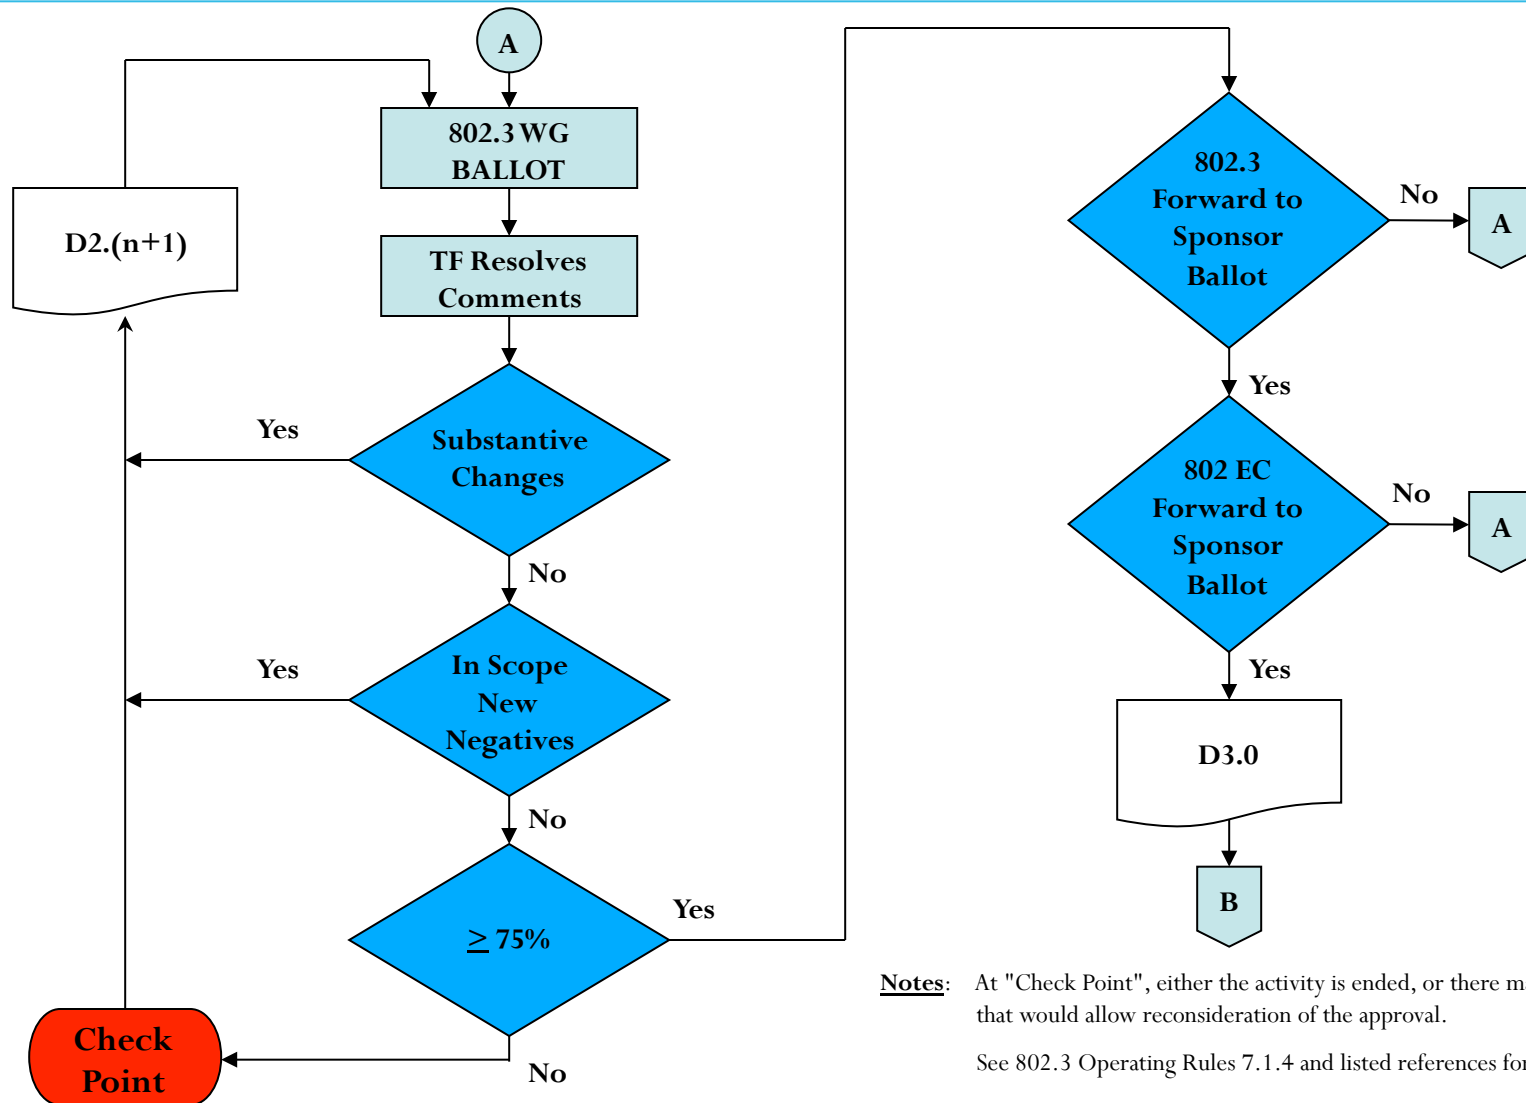 A
802.3 WG
BALLOT
D2.(n+1)
TF Resolves
Comments
Yes
Substantive
Changes
No
Yes
In Scope
New
Negatives
No
≥ 75%
Yes
Check
Point
No
802.3
Forward to
Sponsor
Ballot
No
A
Yes
802 EC
Forward to
Sponsor
Ballot
No
A
Yes
D3.0
B
Notes: At "Check Point", either the activity is ended, or there
that would allow reconsideration of the approval.
See 802.3 Operating Rules 7.1.4 and listed references for